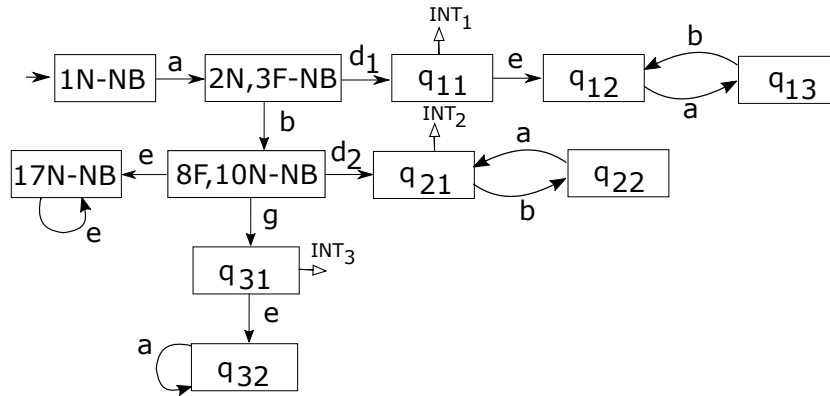 INT₁
1N-NB a 2N,3F-NB d₁ q₁₁ e q₁₂ b a q₁₃
b
INT₂
17N-NB e 8F,10N-NB d₂ q₂₁ a b q₂₂
e
g
q₃₁ INT₃
e
a q₃₂